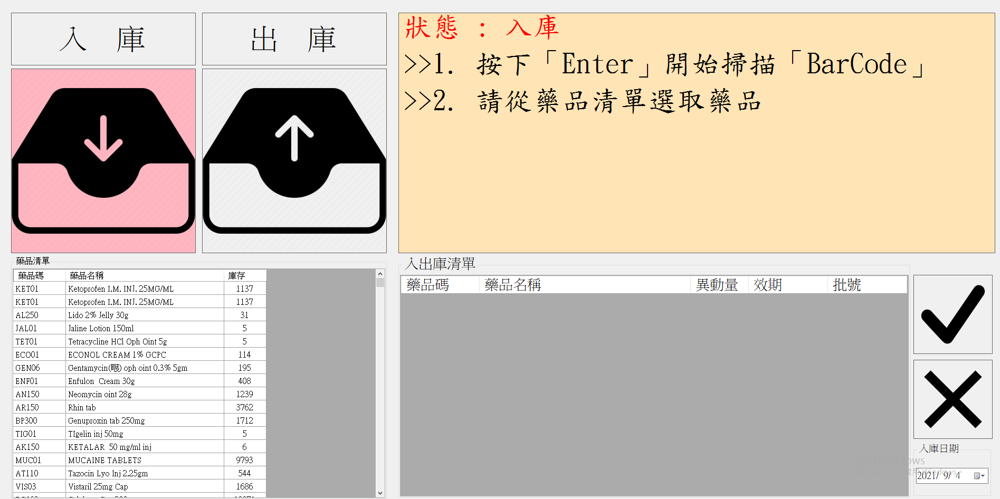 入 庫
出 庫
狀態 : 入庫
>>1. 按下「Enter」開始掃描「BarCode」
>>2. 請從藥品清單選取藥品
藥品清單
藥品碼 藥品名稱 庫存
KET01 Ketoprofen I.M. INJ. 25MG/ML 1137
KET01 Ketoprofen I.M. INJ. 25MG/ML 1137
AL250 Lido 2% Jelly 30g 31
JAL01 Jaline Lotion 150ml 5
TET01 Tetracycline HCl Oph Oint 5g 5
ECO01 ECONOL CREAM 1% GCPC 114
GEN06 Gentamycin(眼) oph oint 0.3% 5gm 195
ENF01 Enfulon  Cream 30g 408
AN150 Neomycin oint 28g 1239
AR150 Rhin tab 3762
BP300 Genuproxin tab 250mg 1712
TIG01 TIgelin inj 50mg 5
AK150 KETALAR  50 mg/ml inj 6
MUC01 MUCAINE TABLETS 9793
AT110 Tazocin Lyo Inj 2.25gm 544
VIS03 Vistaril 25mg Cap 1686
入出庫清單
藥品碼 藥品名稱 異動量 效期 批號
入庫日期
Windows
Windows。
2021/ 9/ 4